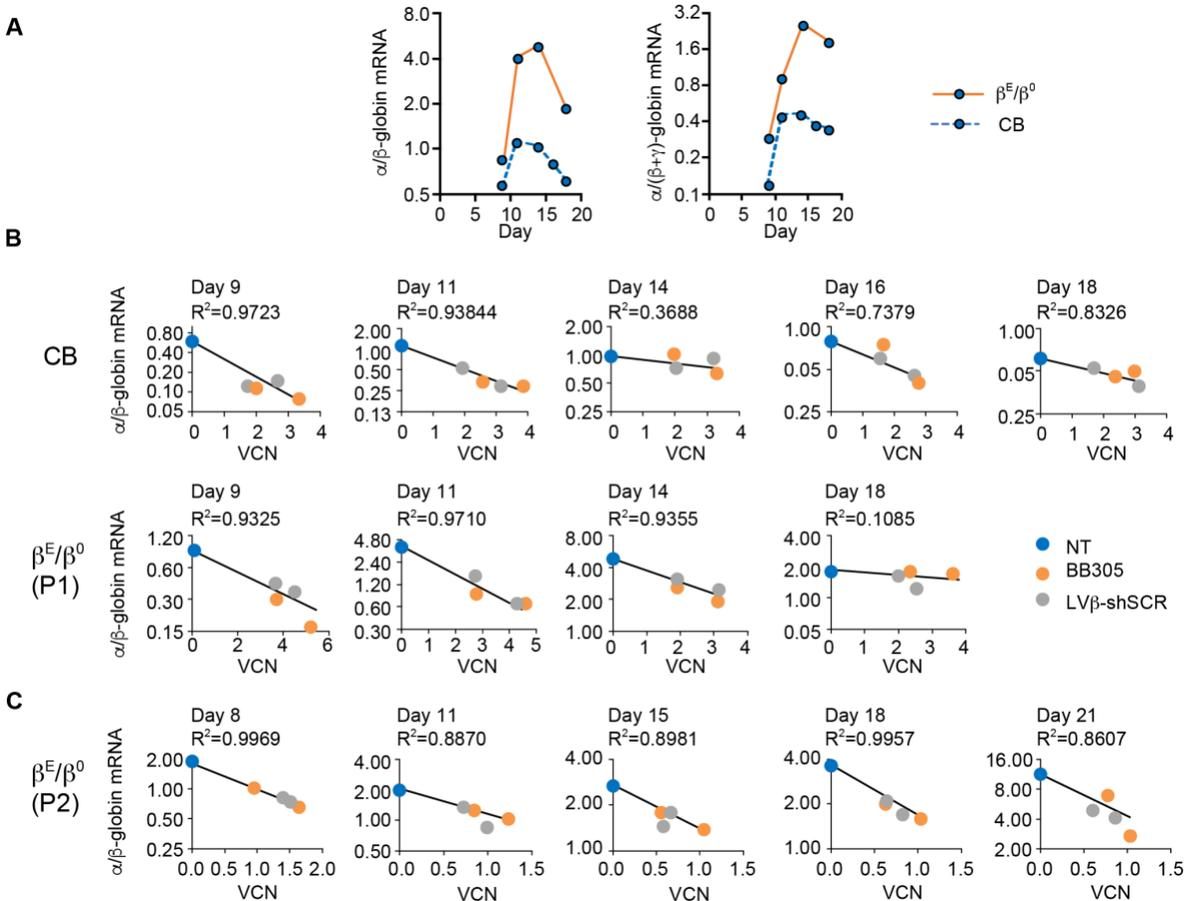 A
α/β-globin mRNA
8.0
4.0
2.0
1.0
0.5
0 5 10 15 20
Day
α/(β+γ)-globin mRNA
3.2
1.6
0.8
0.4
0.2
0.1
0 5 10 15 20
Day
βᴱ/β⁰
CB
B
CB
α/β-globin mRNA
Day 9
R²=0.9723
0.80
0.40
0.20
0.10
0.05
0 1 2 3 4
VCN
Day 11
R²=0.93844
2.00
1.00
0.50
0.25
0.13
0 1 2 3 4
VCN
Day 14
R²=0.3688
2.00
1.00
0.50
0.25
0 1 2 3 4
VCN
Day 16
R²=0.7379
1.00
0.05
0.25
0 1 2 3 4
VCN
Day 18
R²=0.8326
1.00
0.05
0.25
0 1 2 3 4
VCN
βᴱ/β⁰
(P1)
α/β-globin mRNA
Day 9
R²=0.9325
1.20
0.60
0.30
0.15
0 2 4 6
VCN
Day 11
R²=0.9710
4.80
2.40
1.20
0.60
0.30
0 1 2 3 4 5
VCN
Day 14
R²=0.9355
8.00
4.00
2.00
1.00
0 1 2 3 4
VCN
Day 18
R²=0.1085
4.00
2.00
1.00
0.05
0 1 2 3 4
VCN
NT
BB305
LVβ-shSCR
C
βᴱ/β⁰
(P2)
α/β-globin mRNA
Day 8
R²=0.9969
2.00
1.00
0.50
0.25
0.0 0.5 1.0 1.5 2.0
VCN
Day 11
R²=0.8870
4.00
2.00
1.00
0.50
0.0 0.5 1.0 1.5
VCN
Day 15
R²=0.8981
4.00
2.00
1.00
0.0 0.5 1.0 1.5
VCN
Day 18
R²=0.9957
4.00
2.00
1.00
0.0 0.5 1.0 1.5
VCN
Day 21
R²=0.8607
16.00
8.00
4.00
2.00
0.0 0.5 1.0 1.5
VCN